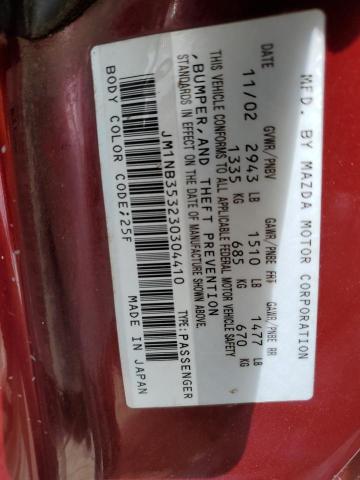 MFD. BY MAZDA MOTOR CORPORATION
DATE GVWR/PNBV GAWR/PNBE FRT GAWR/PNBE RR
11/02 2943 LB 1510 LB 1477 LB
1335 KG 685 KG 670 KG
THIS VEHICLE CONFORMS TO ALL APPLICABLE FEDERAL MOTOR VEHICLE SAFETY
,BUMPER,AND THEFT PREVENTION
STANDARDS IN EFFECT ON THE DATE OF MANUFACTURE SHOWN ABOVE.
JM1NB353230304410 TYPE:PASSENGER
BODY COLOR CODE;25F MADE IN JAPAN